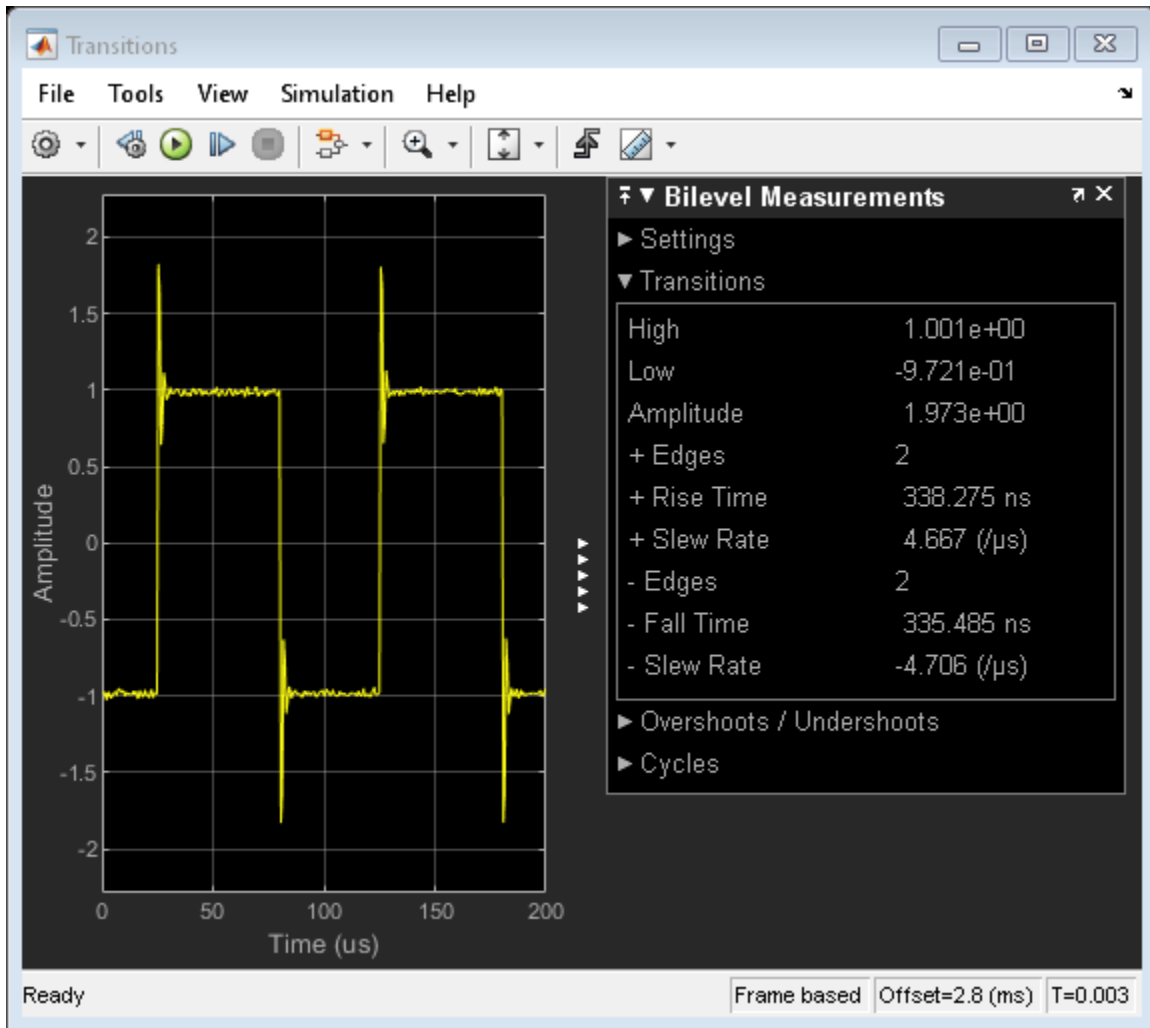 Transitions
File Tools View Simulation Help
Bilevel Measurements
Settings
Transitions
High 1.001e+00
Low -9.721e-01
Amplitude 1.973e+00
+ Edges 2
+ Rise Time 338.275 ns
+ Slew Rate 4.667 (/µs)
- Edges 2
- Fall Time 335.485 ns
- Slew Rate -4.706 (/µs)
Overshoots / Undershoots
Cycles
Amplitude
2
1.5
1
0.5
0
-0.5
-1
-1.5
-2
0 50 100 150 200
Time (us)
Ready Frame based Offset=2.8 (ms) T=0.003